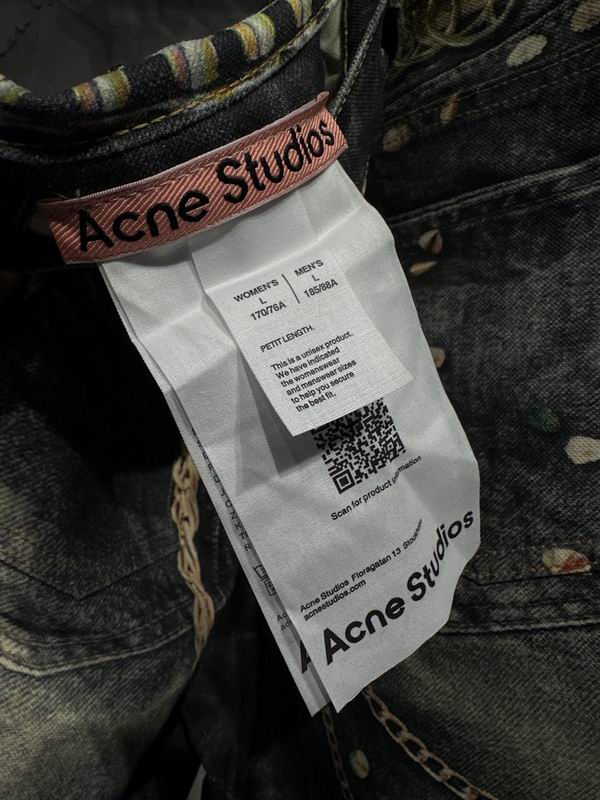 Acne Studios
WOMEN'S
L
170/76A
MEN'S
L
185/88A
PETIT LENGTH.
This is a unisex product.
We have indicated
the womenswear
and menswear sizes
to help you secure
the best fit.
Scan for product information
Acne Studios Floragatan 13
acnestudios.com
Acne Studios